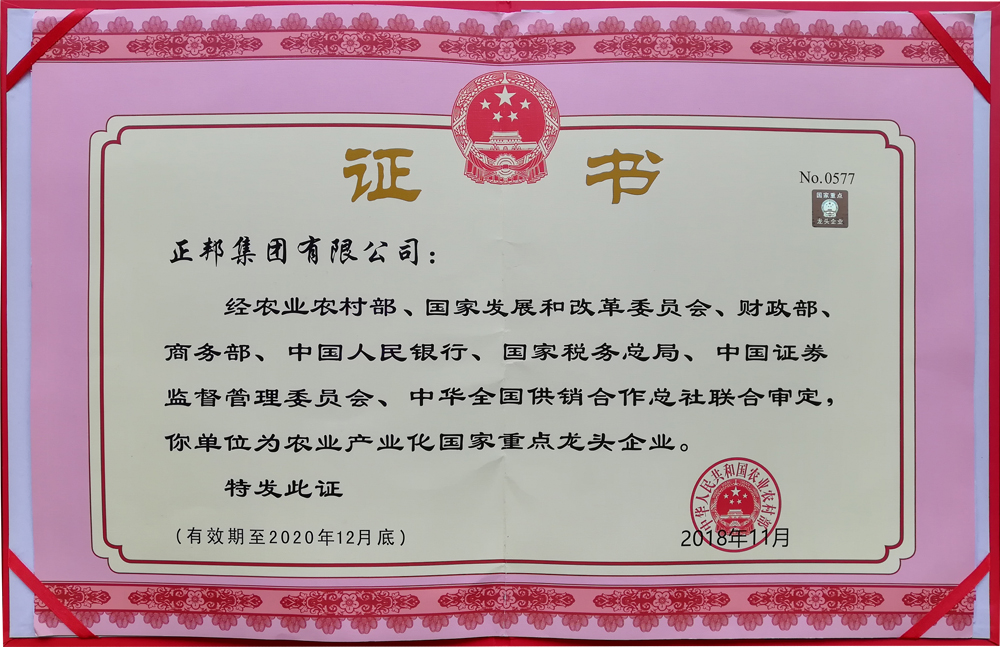 证书
No.0577
国家重点
龙头企业
正邦集团有限公司：
经农业农村部、国家发展和改革委员会、财政部、
商务部、中国人民银行、国家税务总局、中国证券
监督管理委员会、中华全国供销合作总社联合审定，
你单位为农业产业化国家重点龙头企业。
特发此证
中华人民共和国农业农村部
（有效期至2020年12月底）
2018年11月